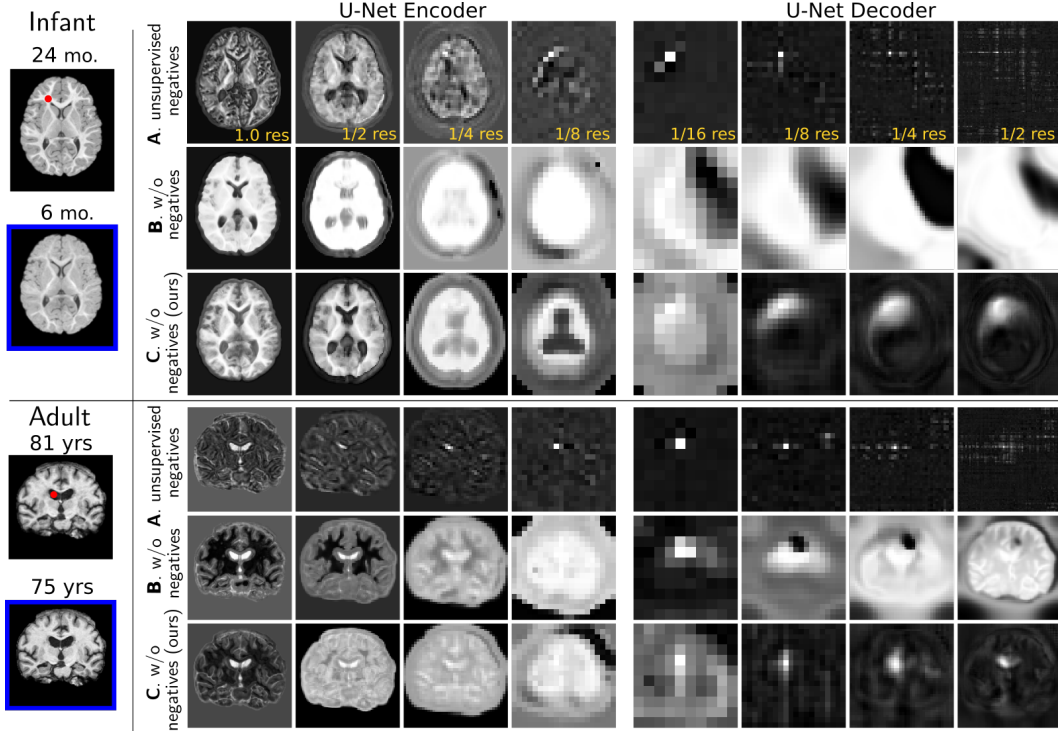 U-Net Encoder
U-Net Decoder
Infant
24 mo.
6 mo.
A. unsupervised
negatives
1.0 res
1/2 res
1/4 res
1/8 res
1/16 res
1/8 res
1/4 res
1/2 res
B. w/o
negatives
C. w/o
negatives (ours)
Adult
81 yrs
75 yrs
A. unsupervised
negatives
B. w/o
negatives
C. w/o
negatives (ours)